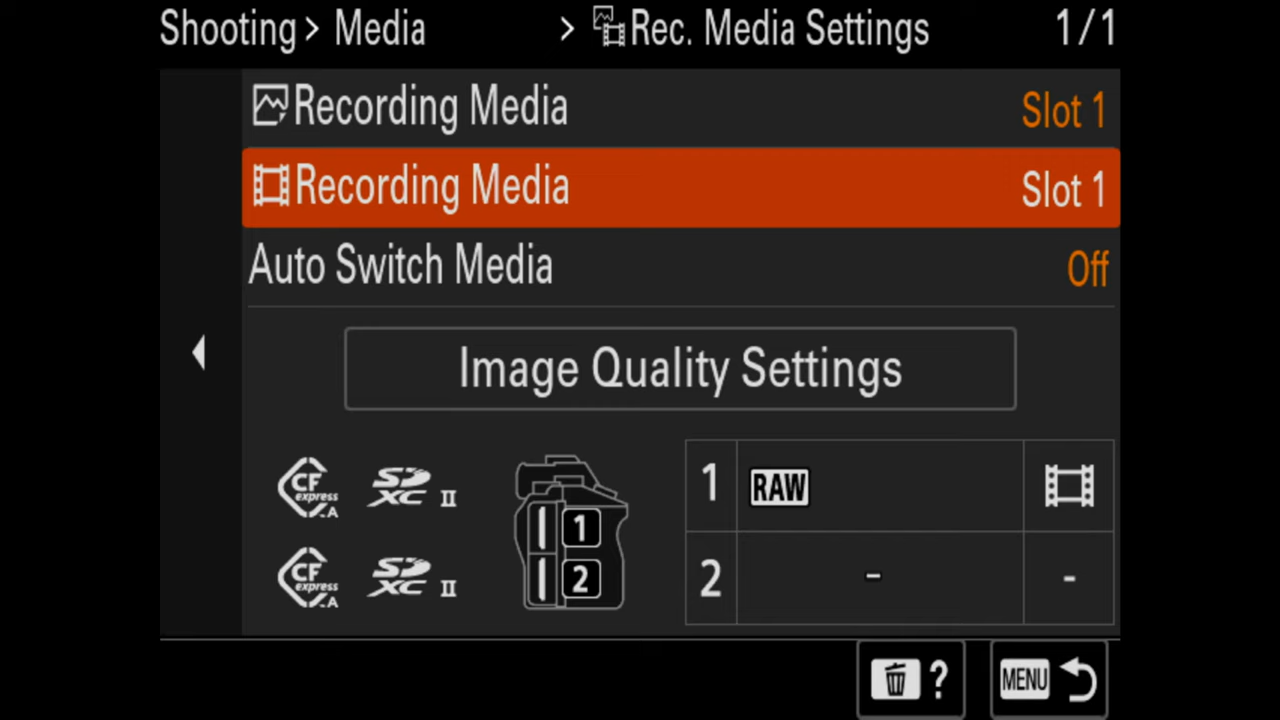 Shooting > Media > Rec. Media Settings 1/1
Recording Media Slot 1
Recording Media Slot 1
Auto Switch Media Off
Image Quality Settings
CF express A SD XC II 1 1 RAW
CF express A SD XC II 2 2 - -
? MENU